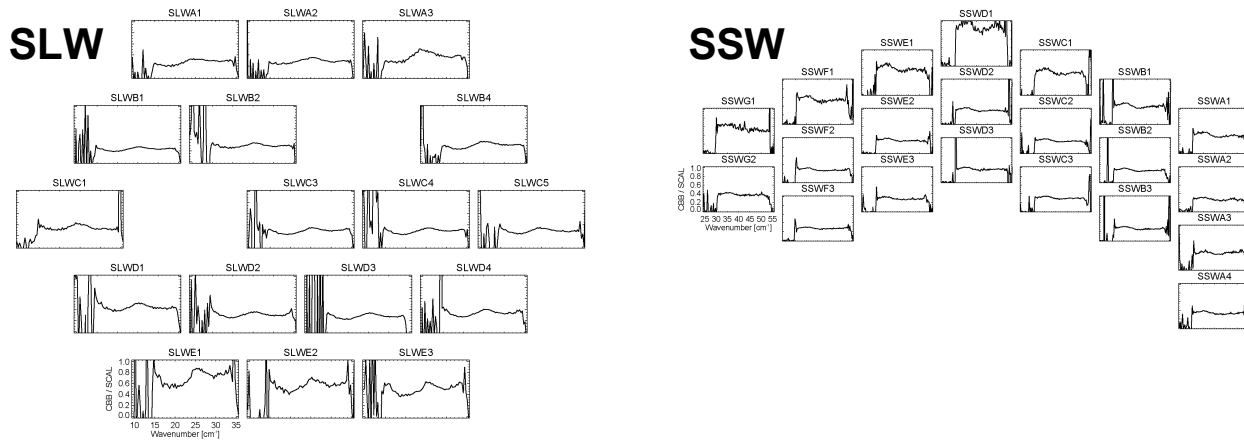 SLW
SLWA1 SLWA2 SLWA3
SLWB1 SLWB2 SLWB4
SLWC1 SLWC3 SLWC4 SLWC5
SLWD1 SLWD2 SLWD3 SLWD4
SLWE1 SLWE2 SLWE3
CBB / SCAL
1.0
0.8
0.6
0.4
0.2
0.0
10 15 20 25 30 35
Wavenumber [cm⁻¹]
SSW
SSWD1
SSWE1 SSWC1
SSWF1 SSWD2 SSWB1
SSWG1 SSWE2 SSWC2 SSWA1
SSWF2 SSWD3 SSWB2
SSWG2 SSWE3 SSWC3 SSWA2
SSWF3 SSWB3
SSWA3
SSWA4
CBB / SCAL
1.0
0.8
0.6
0.4
0.2
0.0
25 30 35 40 45 50 55
Wavenumber [cm⁻¹]